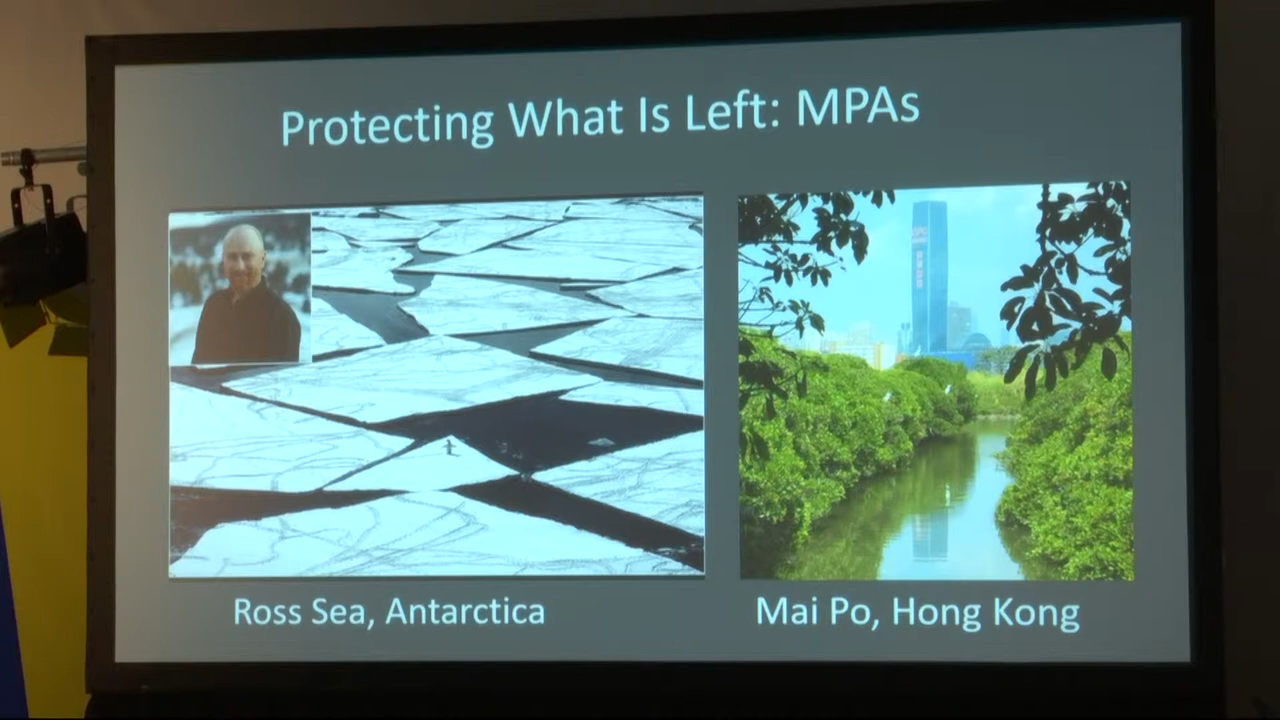 Protecting What Is Left: MPAs
Ross Sea, Antarctica
Mai Po, Hong Kong